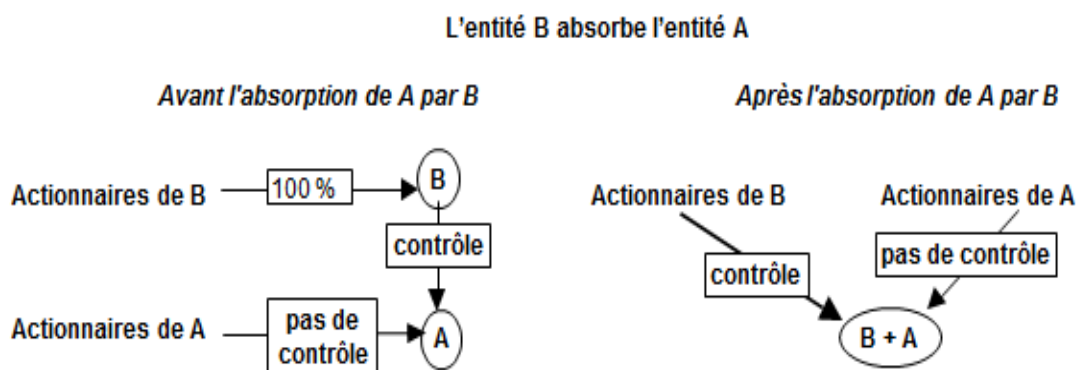 L'entité B absorbe l'entité A
Avant l'absorption de A par B
Actionnaires de B
100 %
B
contrôle
Actionnaires de A
pas de
contrôle
A
Après l'absorption de A par B
Actionnaires de B
Actionnaires de A
contrôle
pas de contrôle
B + A